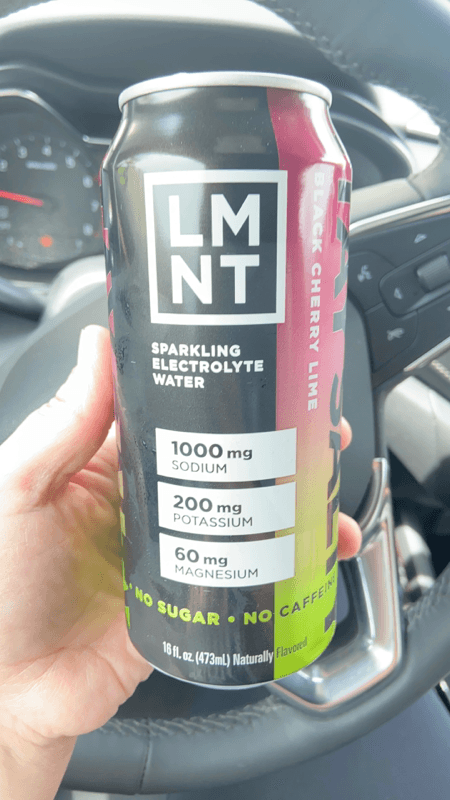 LM
NT
SPARKLING
ELECTROLYTE
WATER
BLACK CHERRY LIME
1000 mg
SODIUM
200 mg
POTASSIUM
60 mg
MAGNESIUM
• NO SUGAR • NO CAFFEINE
16 fl. oz. (473mL) Naturally Flavored